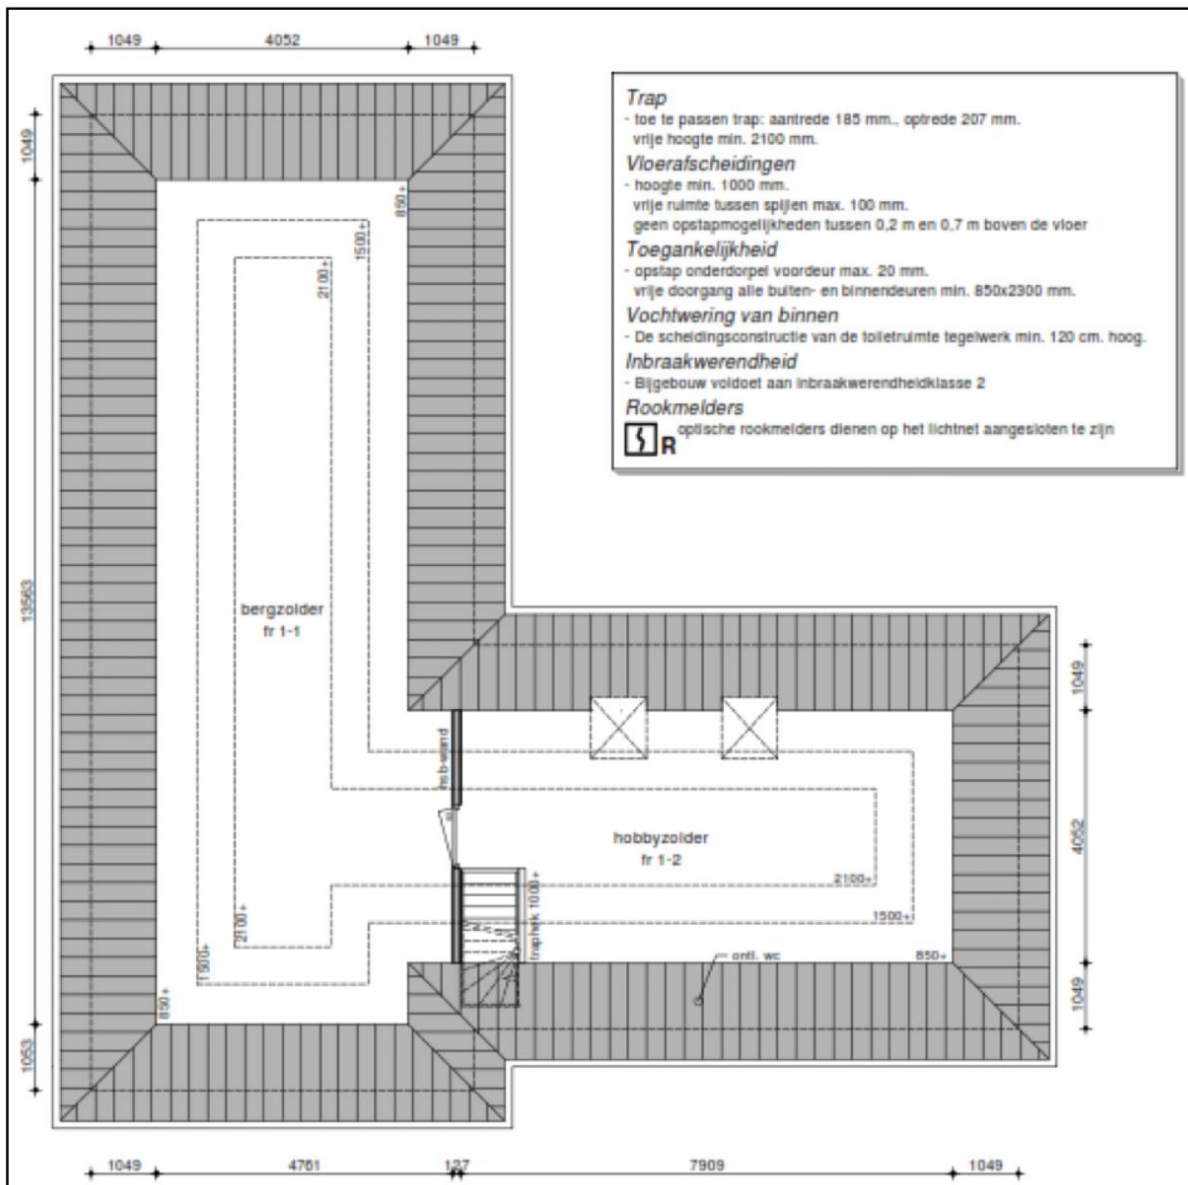 1049 4052 1049
Trap
- toe te passen trap: aantrede 185 mm., optrede 207 mm.
vrije hoogte min. 2100 mm.
Vloerafscheidingen
- hoogte min. 1000 mm.
vrije ruimte tussen spijlen max. 100 mm.
geen opstapmogelijkheden tussen 0,2 m en 0,7 m boven de vloer
Toegankelijkheid
- opstap onderdorpel voordeur max. 20 mm.
vrije doorgang alle buiten- en binnendeuren min. 850x2300 mm.
Vochtwering van binnen
- De scheidingsconstructie van de toiletruimte tegelwerk min. 120 cm. hoog.
Inbraakwerendheid
- Bijgebouw voldoet aan inbraakwerendheidklasse 2
Rookmelders
R optische rookmelders dienen op het lichtnet aangesloten te zijn
1049
13563
1053
850+
1500+
2100+
bergzolder
fr 1-1
hsb-wand
hobbyzolder
fr 1-2
2100+
1500+
850+
traphek 1000+
ontl. wc
2100+
1500+
850+
1049
4052
1049
1049 4761 127 7909 1049